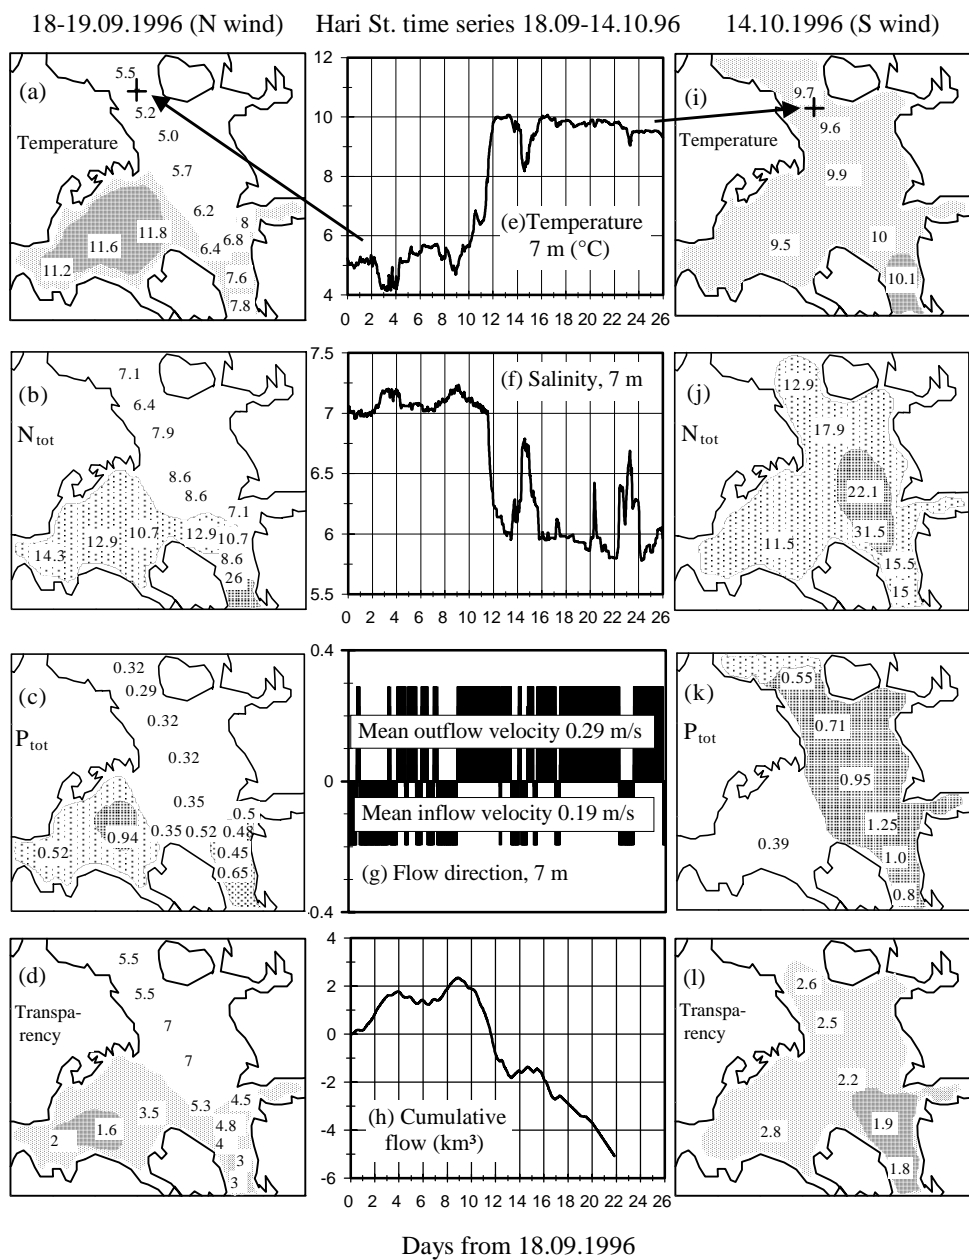 18-19.09.1996 (N wind)
Hari St. time series 18.09-14.10.96
14.10.1996 (S wind)
(a)
Temperature
5.5
5.2
5.0
5.7
6.2
8
6.8
6.4
11.8
11.6
11.2
7.6
7.8
12
10
8
6
4
(e)Temperature
7 m (°C)
0 2 4 6 8 10 12 14 16 18 20 22 24 26
(i)
Temperature
9.7
9.6
9.9
9.5
10
10.1
(b)
N tot
7.1
6.4
7.9
8.6
8.6
7.1
10.7
12.9
10.7
12.9
14.3
8.6
26
7.5
7
6.5
6
5.5
(f) Salinity, 7 m
0 2 4 6 8 10 12 14 16 18 20 22 24 26
(j)
N tot
12.9
17.9
22.1
31.5
11.5
15.5
15
(c)
P tot
0.32
0.29
0.32
0.32
0.35
0.5
0.35
0.52
0.48
0.94
0.52
0.45
0.65
0.4
0
-0.4
Mean outflow velocity 0.29 m/s
Mean inflow velocity 0.19 m/s
(g) Flow direction, 7 m
(k)
P tot
0.55
0.71
0.95
1.25
0.39
1.0
0.8
(d)
Transpa-
rency
5.5
5.5
7
7
4.5
5.3
3.5
4.8
1.6
2
4
3
3
4
2
0
-2
-4
-6
(h) Cumulative
flow (km³)
0 2 4 6 8 10 12 14 16 18 20 22 24 26
(l)
Transpa-
rency
2.6
2.5
2.2
1.9
2.8
1.8
Days from 18.09.1996